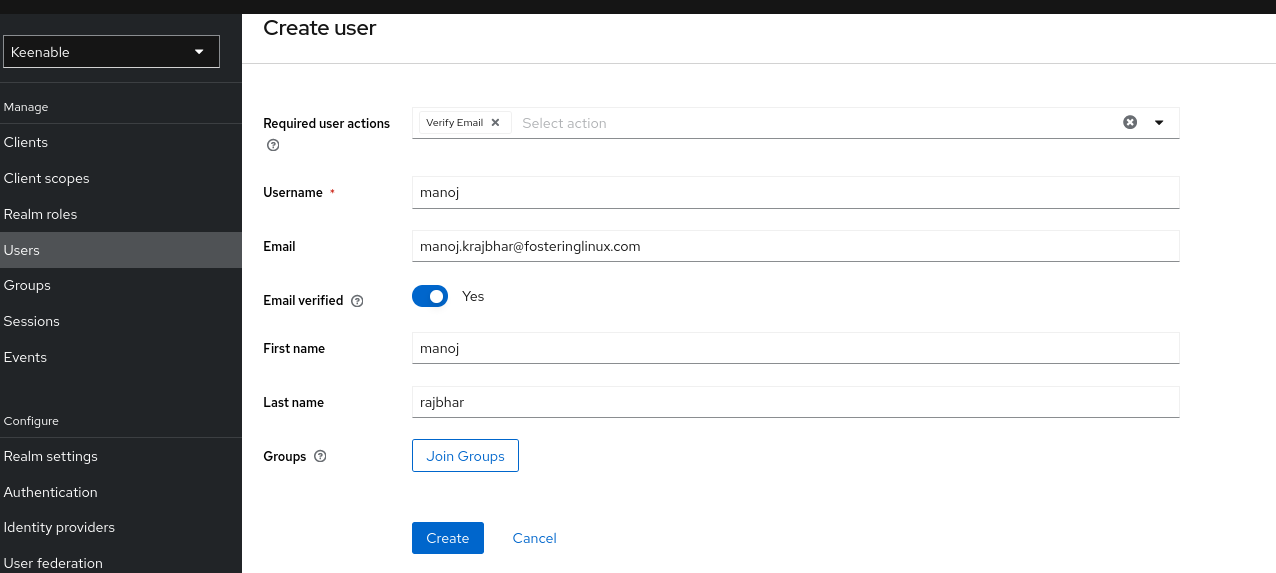 Create user
Keenable
Manage
Clients
Client scopes
Realm roles
Users
Groups
Sessions
Events
Configure
Realm settings
Authentication
Identity providers
User federation
Required user actions
Verify Email
Select action
Username *
manoj
Email
manoj.krajbhar@fosteringlinux.com
Email verified
Yes
First name
manoj
Last name
rajbhar
Groups
Join Groups
Create
Cancel